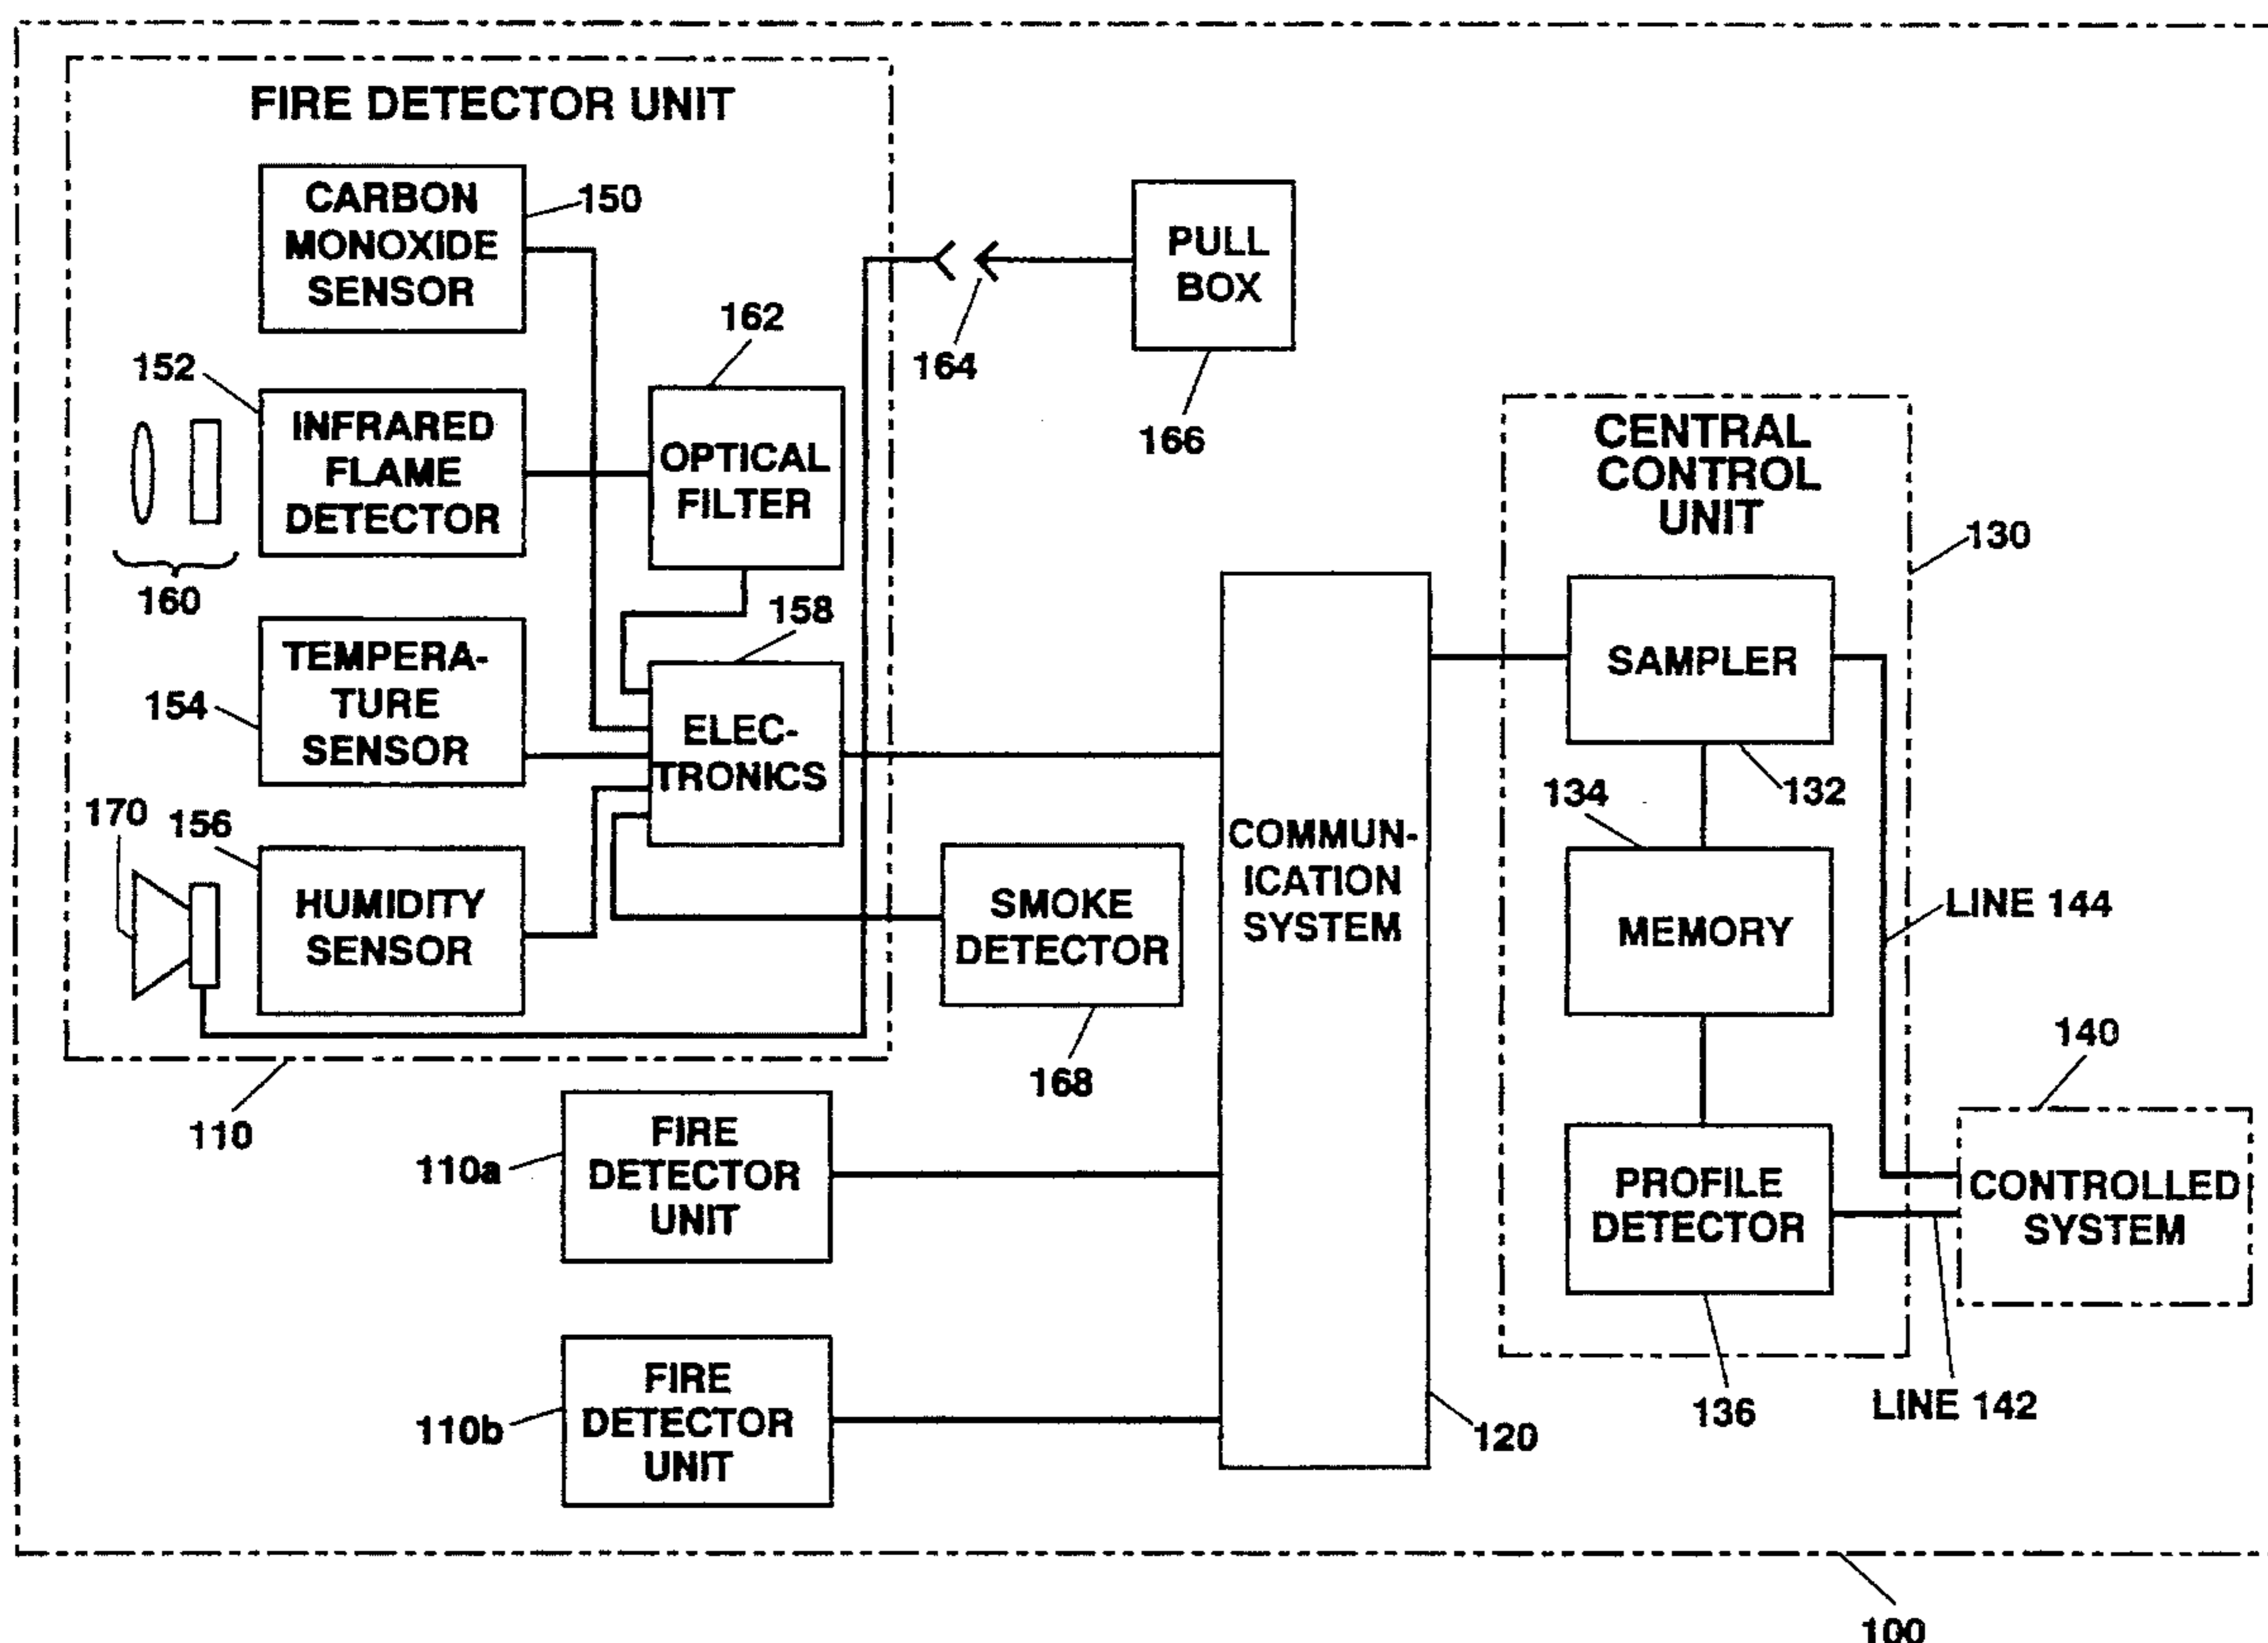 FIRE DETECTOR UNIT
CARBON
MONOXIDE
SENSOR
150
PULL
BOX
162
164
152
166
INFRARED
FLAME
DETECTOR
OPTICAL
FILTER
CENTRAL
CONTROL
UNIT
130
160
158
TEMPERA-
TURE
SENSOR
154
SAMPLER
ELEC-
TRONICS
134
132
170
156
COMMUN-
ICATION
SYSTEM
HUMIDITY
SENSOR
SMOKE
DETECTOR
MEMORY
LINE 144
140
168
110
FIRE
DETECTOR
UNIT
110a
PROFILE
DETECTOR
CONTROLLED
SYSTEM
FIRE
DETECTOR
UNIT
110b
136
LINE 142
120
100